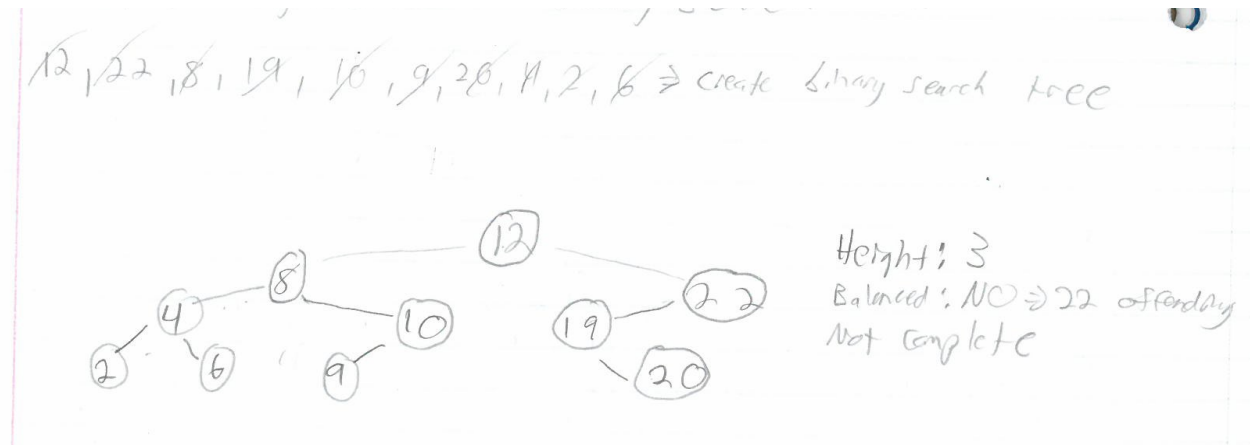 12, 22, 8, 19, 10, 9, 20, 4, 2, 6 ⇒ create binary search tree
12
8
22
4
10
19
2
6
9
20
Height: 3
Balanced: NO ⇒ 22 offending
Not complete